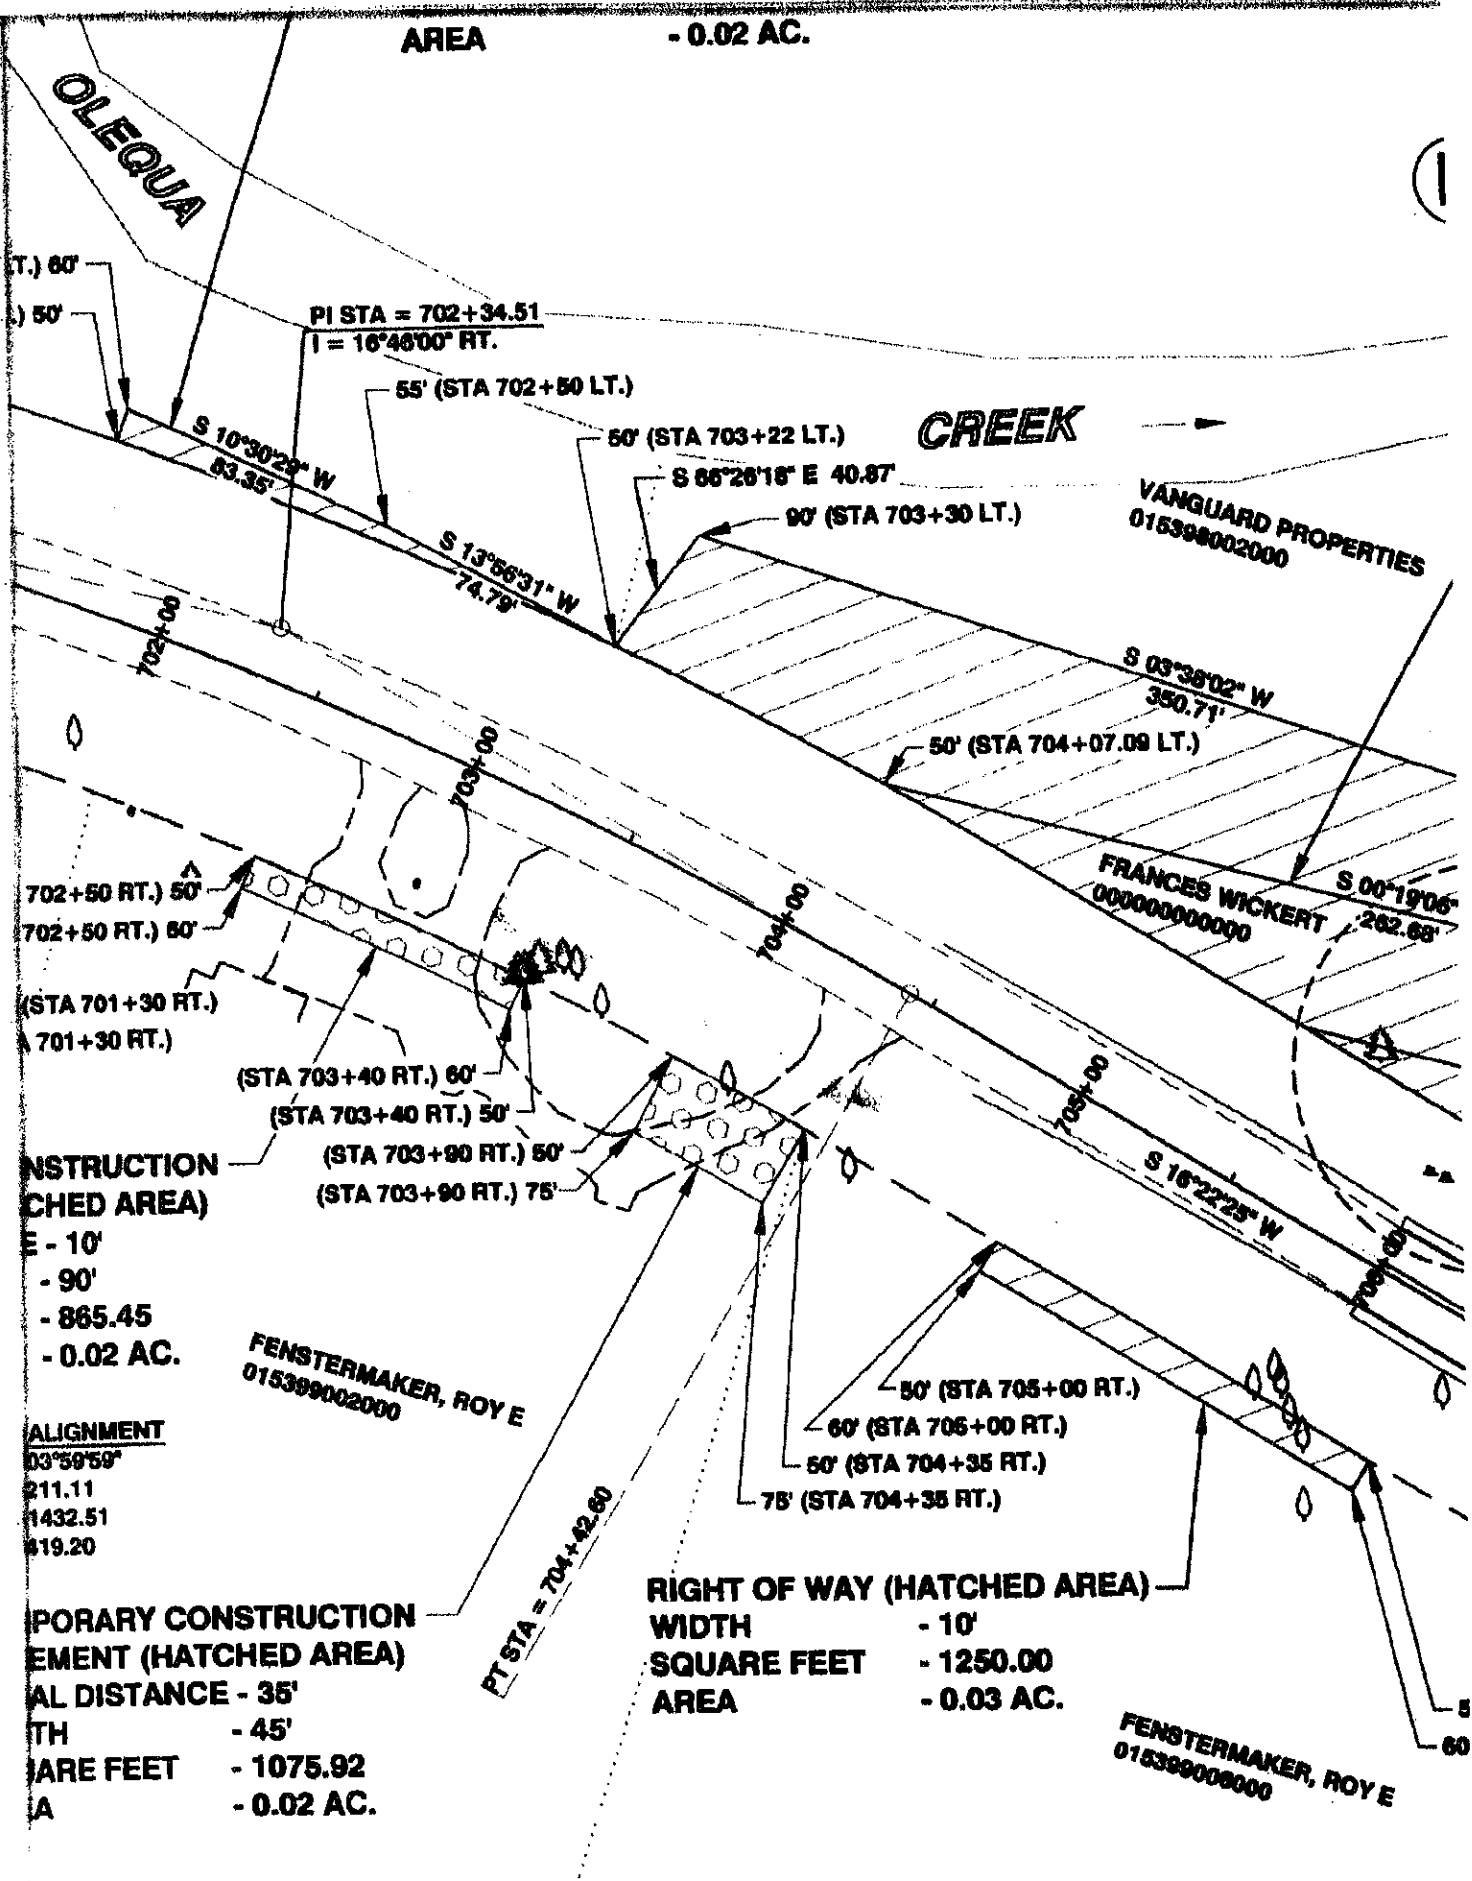 AREA - 0.02 AC.
OLEQUA
T.) 60'
.) 50'
PI STA = 702+34.51
I = 16°46'00" RT.
55' (STA 702+50 LT.)
50' (STA 703+22 LT.)
CREEK
S 10°30'29" W
83.35'
S 66°26'18" E 40.87'
90' (STA 703+30 LT.)
VANGUARD PROPERTIES
015398002000
S 13°56'31" W
74.79'
702+00
S 03°38'02" W
350.71'
703+00
50' (STA 704+07.09 LT.)
FRANCES WICKERT
000000000000
S 00°19'06"
262.68'
702+50 RT.) 50'
702+50 RT.) 60'
704+00
(STA 701+30 RT.)
701+30 RT.)
(STA 703+40 RT.) 60'
(STA 703+40 RT.) 50'
705+00
(STA 703+90 RT.) 50'
(STA 703+90 RT.) 75'
S 16°22'25" W
NSTRUCTION
CHED AREA)
E - 10'
- 90'
- 865.45
- 0.02 AC.
706+00
FENSTERMAKER, ROY E
015399002000
50' (STA 705+00 RT.)
60' (STA 705+00 RT.)
50' (STA 704+35 RT.)
75' (STA 704+35 RT.)
ALIGNMENT
03°59'59"
211.11
1432.51
419.20
PT STA = 704+42.60
PORARY CONSTRUCTION
EMENT (HATCHED AREA)
AL DISTANCE - 35'
TH - 45'
ARE FEET - 1075.92
A - 0.02 AC.
RIGHT OF WAY (HATCHED AREA)
WIDTH - 10'
SQUARE FEET - 1250.00
AREA - 0.03 AC.
5
60
FENSTERMAKER, ROY E
015399006000